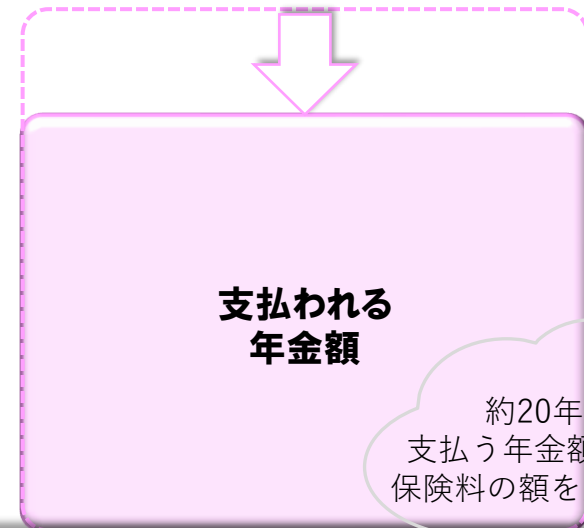 支払われる
年金額
約20年
支払う年金額
保険料の額を